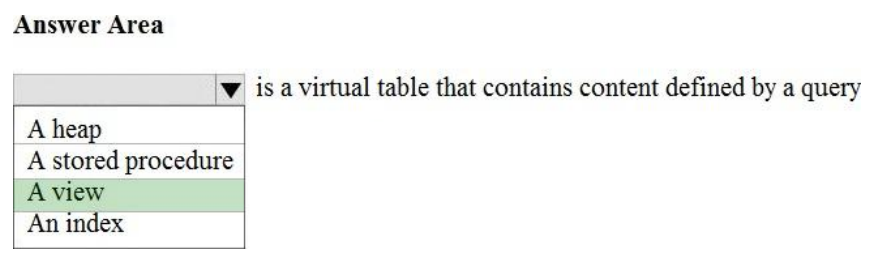 Answer Area
is a virtual table that contains content defined by a query
A heap
A stored procedure
A view
An index